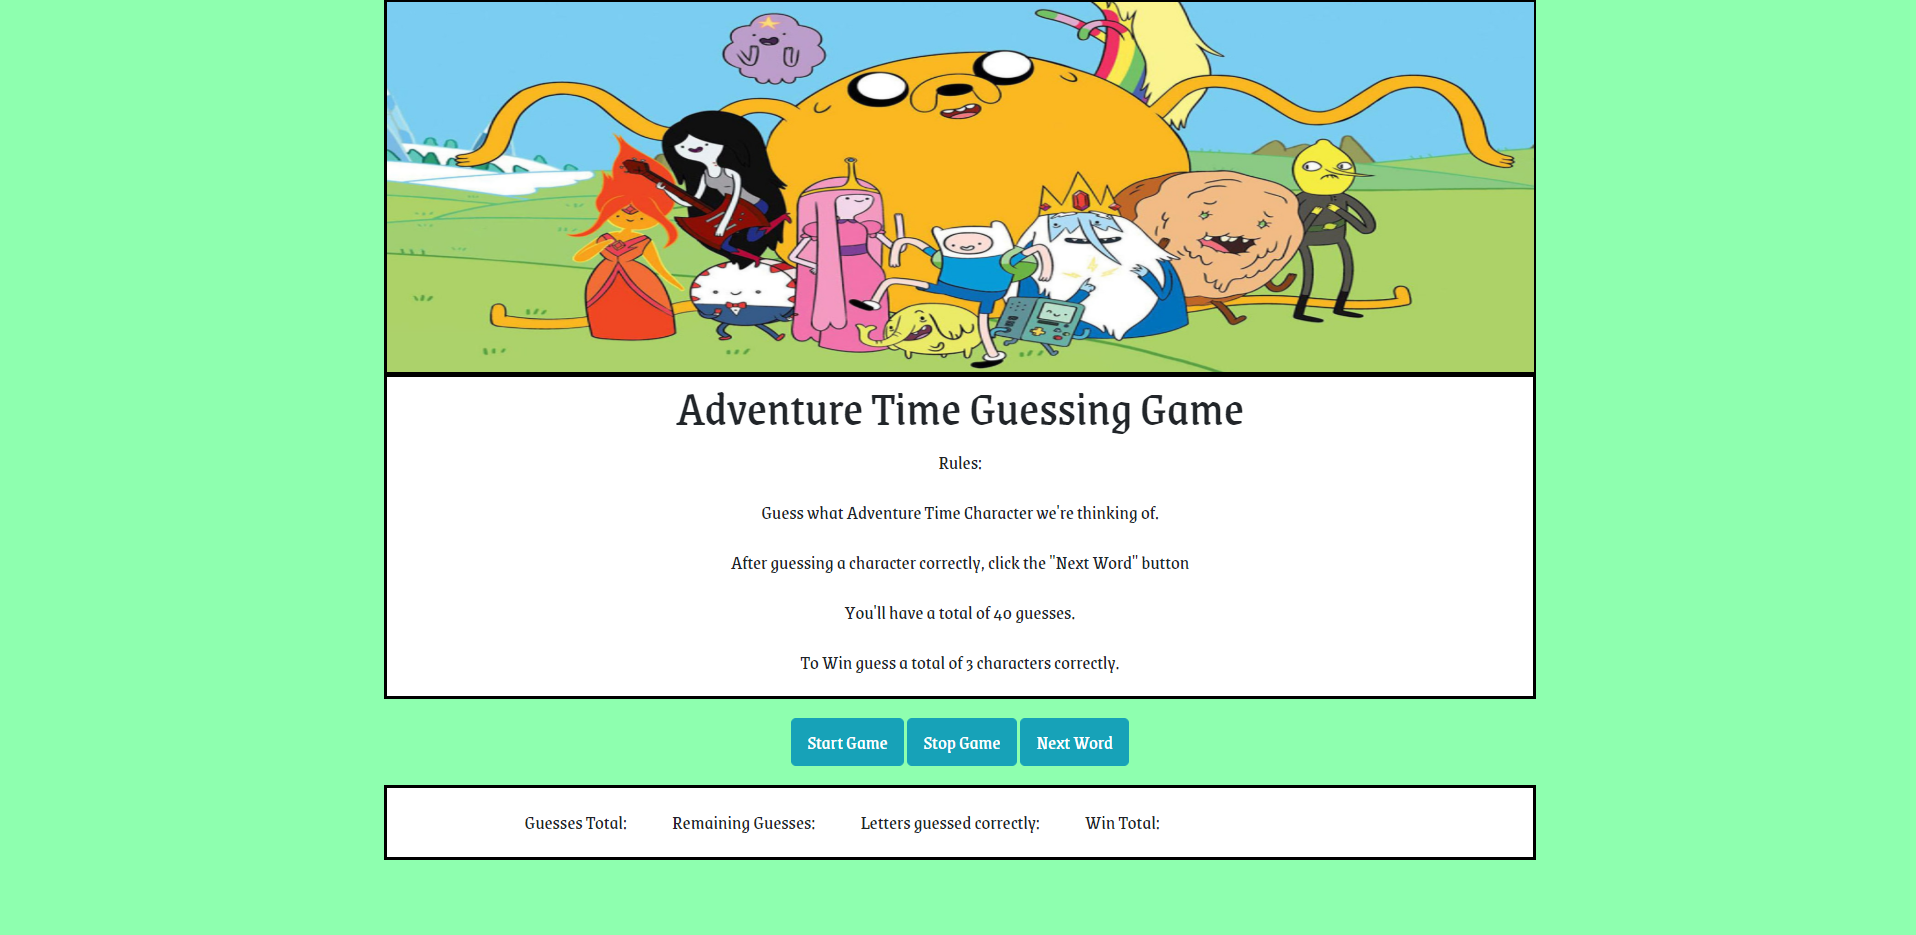 Adventure Time Guessing Game
Rules:
Guess what Adventure Time Character we're thinking of.
After guessing a character correctly, click the "Next Word" button
You'll have a total of 40 guesses.
To Win guess a total of 3 characters correctly.
Start Game Stop Game Next Word
Guesses Total: Remaining Guesses: Letters guessed correctly: Win Total: